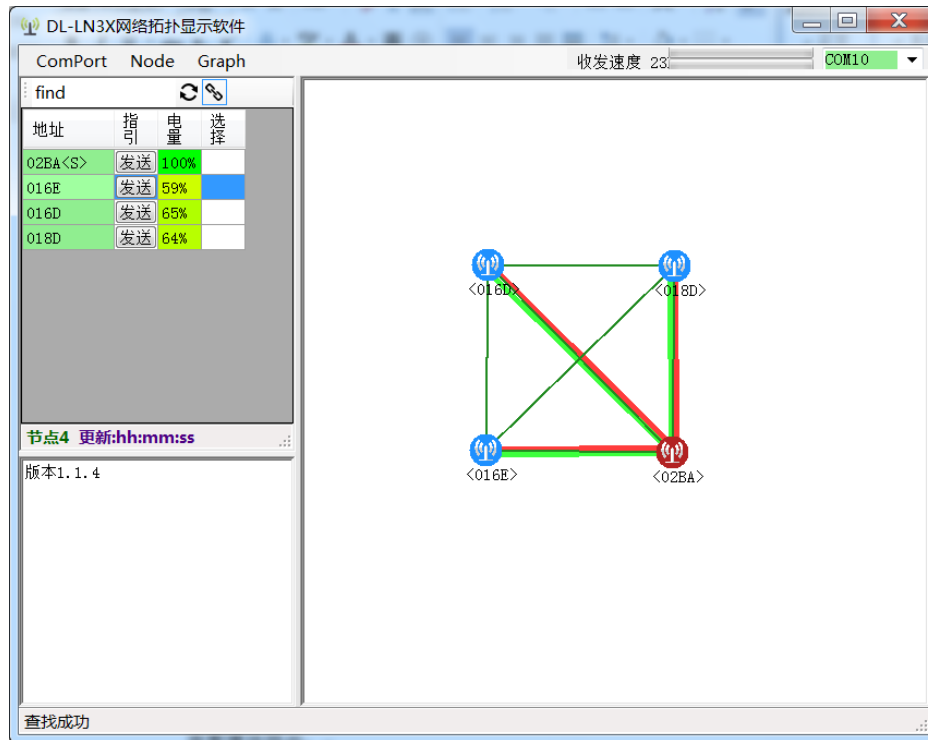 DL-LN3X网络拓扑显示软件
ComPort Node Graph 收发速度 23 COM10
find
地址 指引 电量 选择
02BA<S> 发送 100%
016E 发送 59%
016D 发送 65%
018D 发送 64%
<016D> <018D>
<016E> <02BA>
节点4 更新:hh:mm:ss
版本1.1.4
查找成功